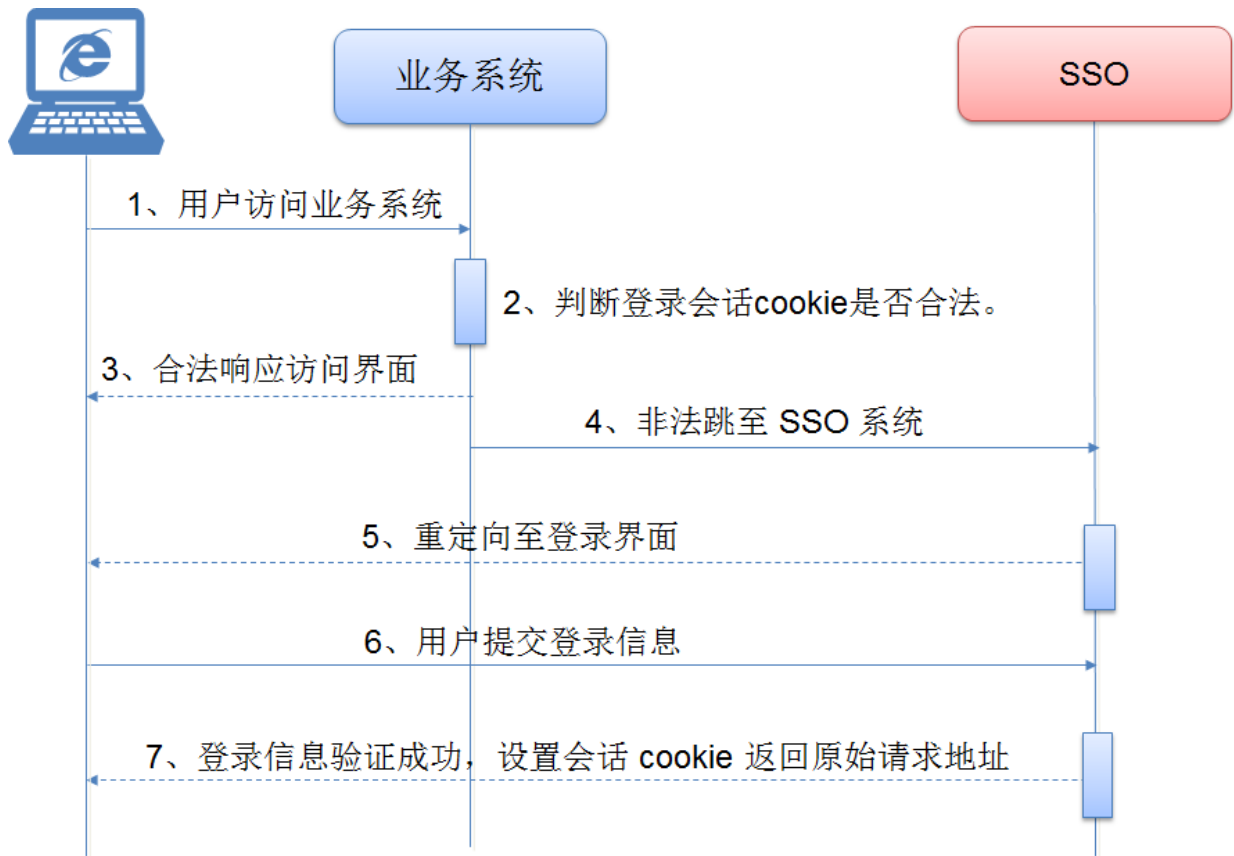 业务系统
SSO
1、用户访问业务系统
2、判断登录会话cookie是否合法。
3、合法响应访问界面
4、非法跳至 SSO 系统
5、重定向至登录界面
6、用户提交登录信息
7、登录信息验证成功，设置会话 cookie 返回原始请求地址